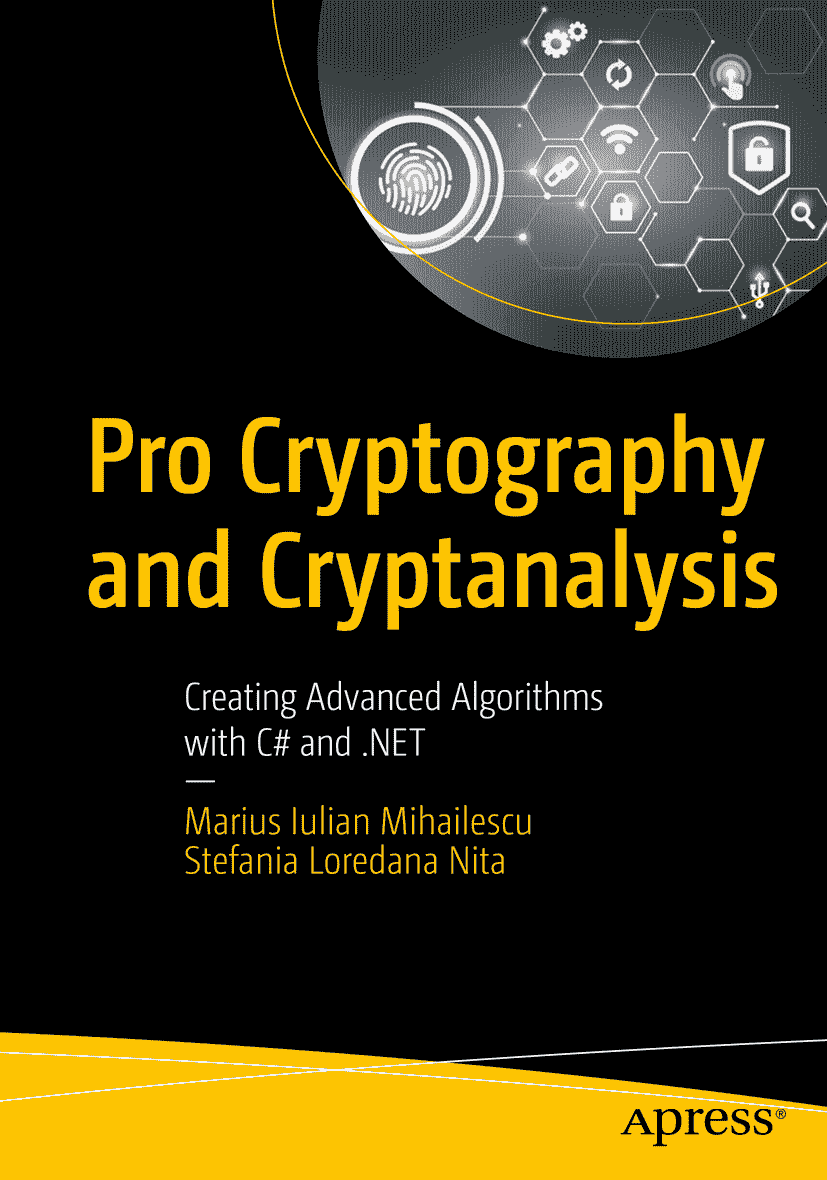 Pro Cryptography
and Cryptanalysis
Creating Advanced Algorithms
with C# and .NET
—
Marius Iulian Mihailescu
Stefania Loredana Nita
Apress®